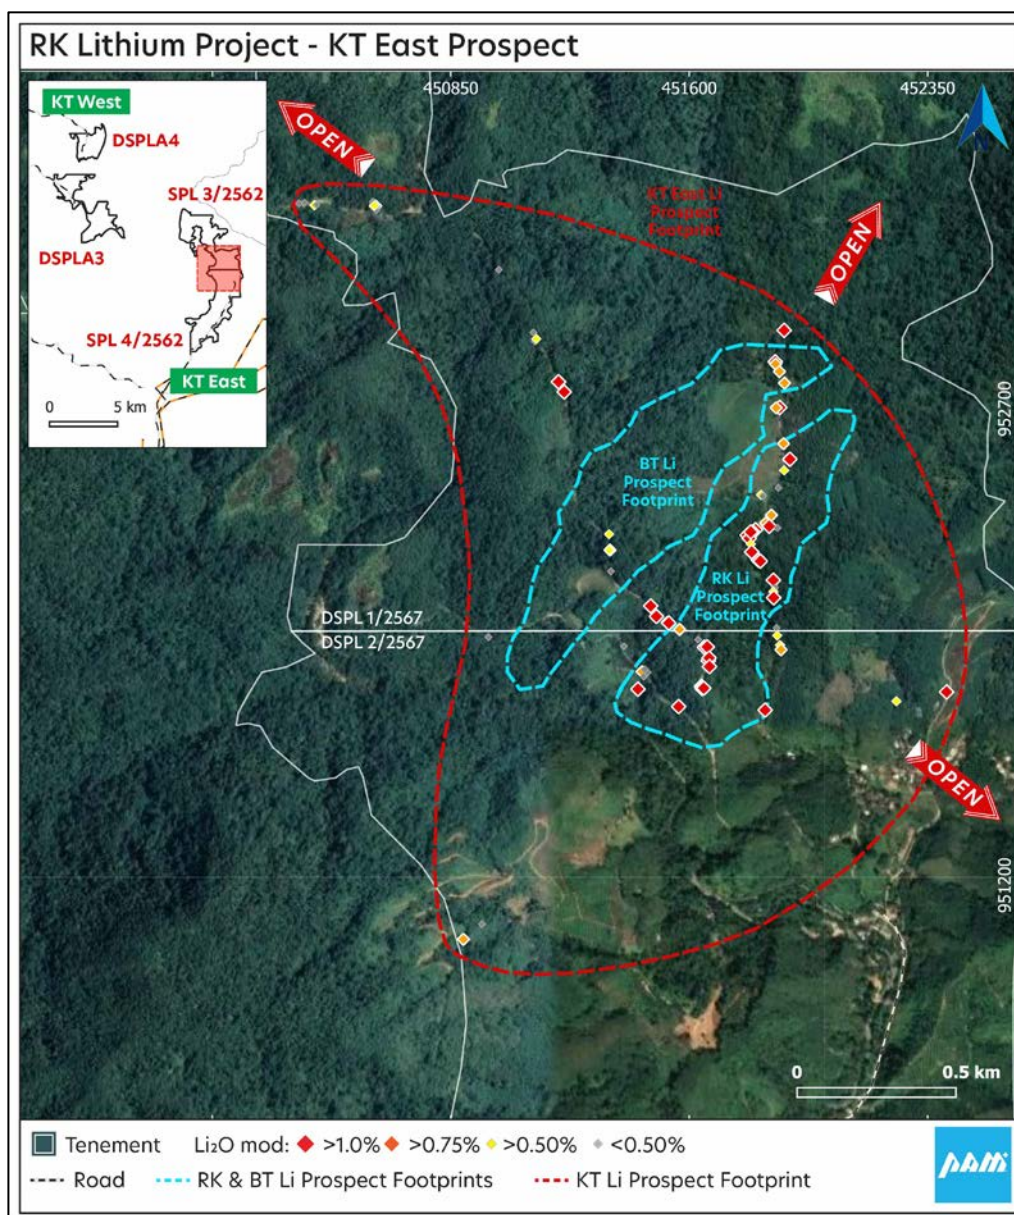 RK Lithium Project - KT East Prospect
450850
451600
452350
KT West
DSPLA4
SPL 3/2562
DSPLA3
SPL 4/2562
KT East
0
5 km
OPEN
KT East Li
Prospect
Footprint
OPEN
N
952700
BT Li
Prospect
Footprint
RK Li
Prospect
Footprint
DSPL 1/2567
DSPL 2/2567
OPEN
951200
0
0.5 km
Tenement
Li₂O mod:
>1.0%
>0.75%
>0.50%
<0.50%
Road
RK & BT Li Prospect Footprints
KT Li Prospect Footprint
PAM